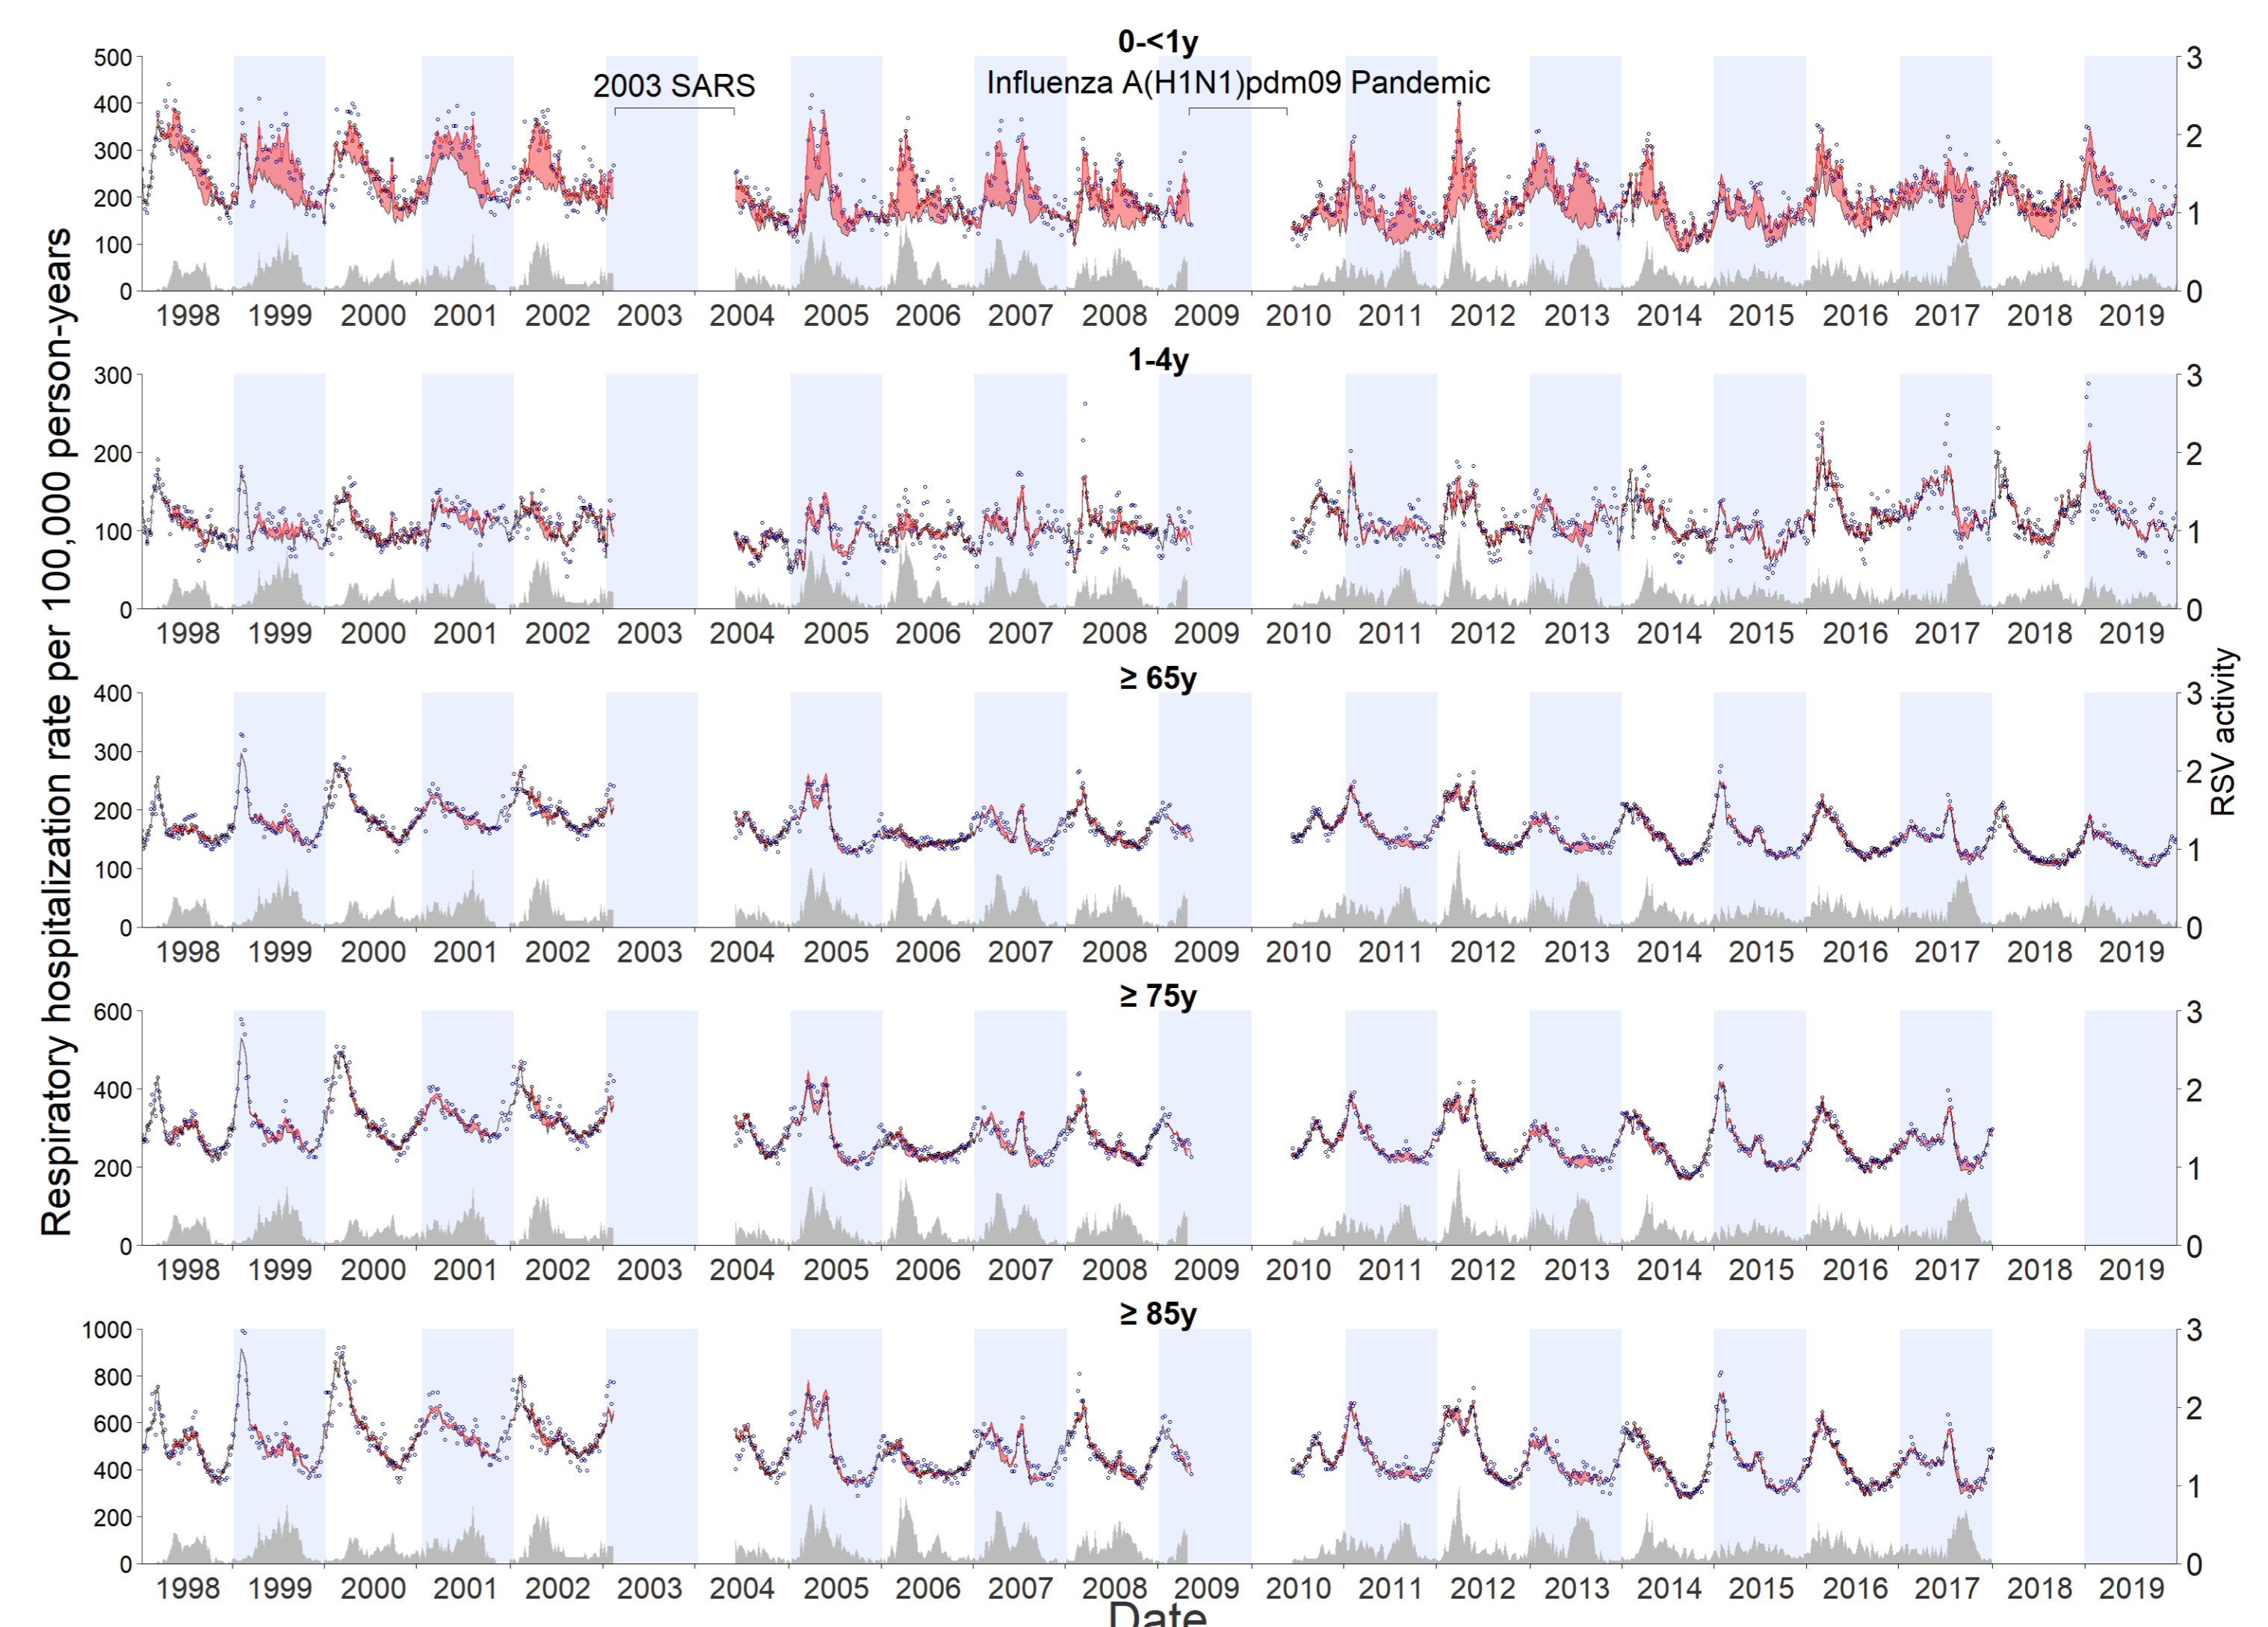 0-<1y
500 3
2003 SARS Influenza A(H1N1)pdm09 Pandemic
400
300 2
200
100 1
0 0
1998 1999 2000 2001 2002 2003 2004 2005 2006 2007 2008 2009 2010 2011 2012 2013 2014 2015 2016 2017 2018 2019
1-4y
300 3
200 2
100 1
0 0
1998 1999 2000 2001 2002 2003 2004 2005 2006 2007 2008 2009 2010 2011 2012 2013 2014 2015 2016 2017 2018 2019
≥ 65y
400 3
300
2
200
100 1
0 0
1998 1999 2000 2001 2002 2003 2004 2005 2006 2007 2008 2009 2010 2011 2012 2013 2014 2015 2016 2017 2018 2019
≥ 75y
600 3
400 2
200 1
0 0
1998 1999 2000 2001 2002 2003 2004 2005 2006 2007 2008 2009 2010 2011 2012 2013 2014 2015 2016 2017 2018 2019
≥ 85y
1000 3
800
2
600
400 1
200
0 0
1998 1999 2000 2001 2002 2003 2004 2005 2006 2007 2008 2009 2010 2011 2012 2013 2014 2015 2016 2017 2018 2019
Date
Respiratory hospitalization rate per 100,000 person-years
RSV activity